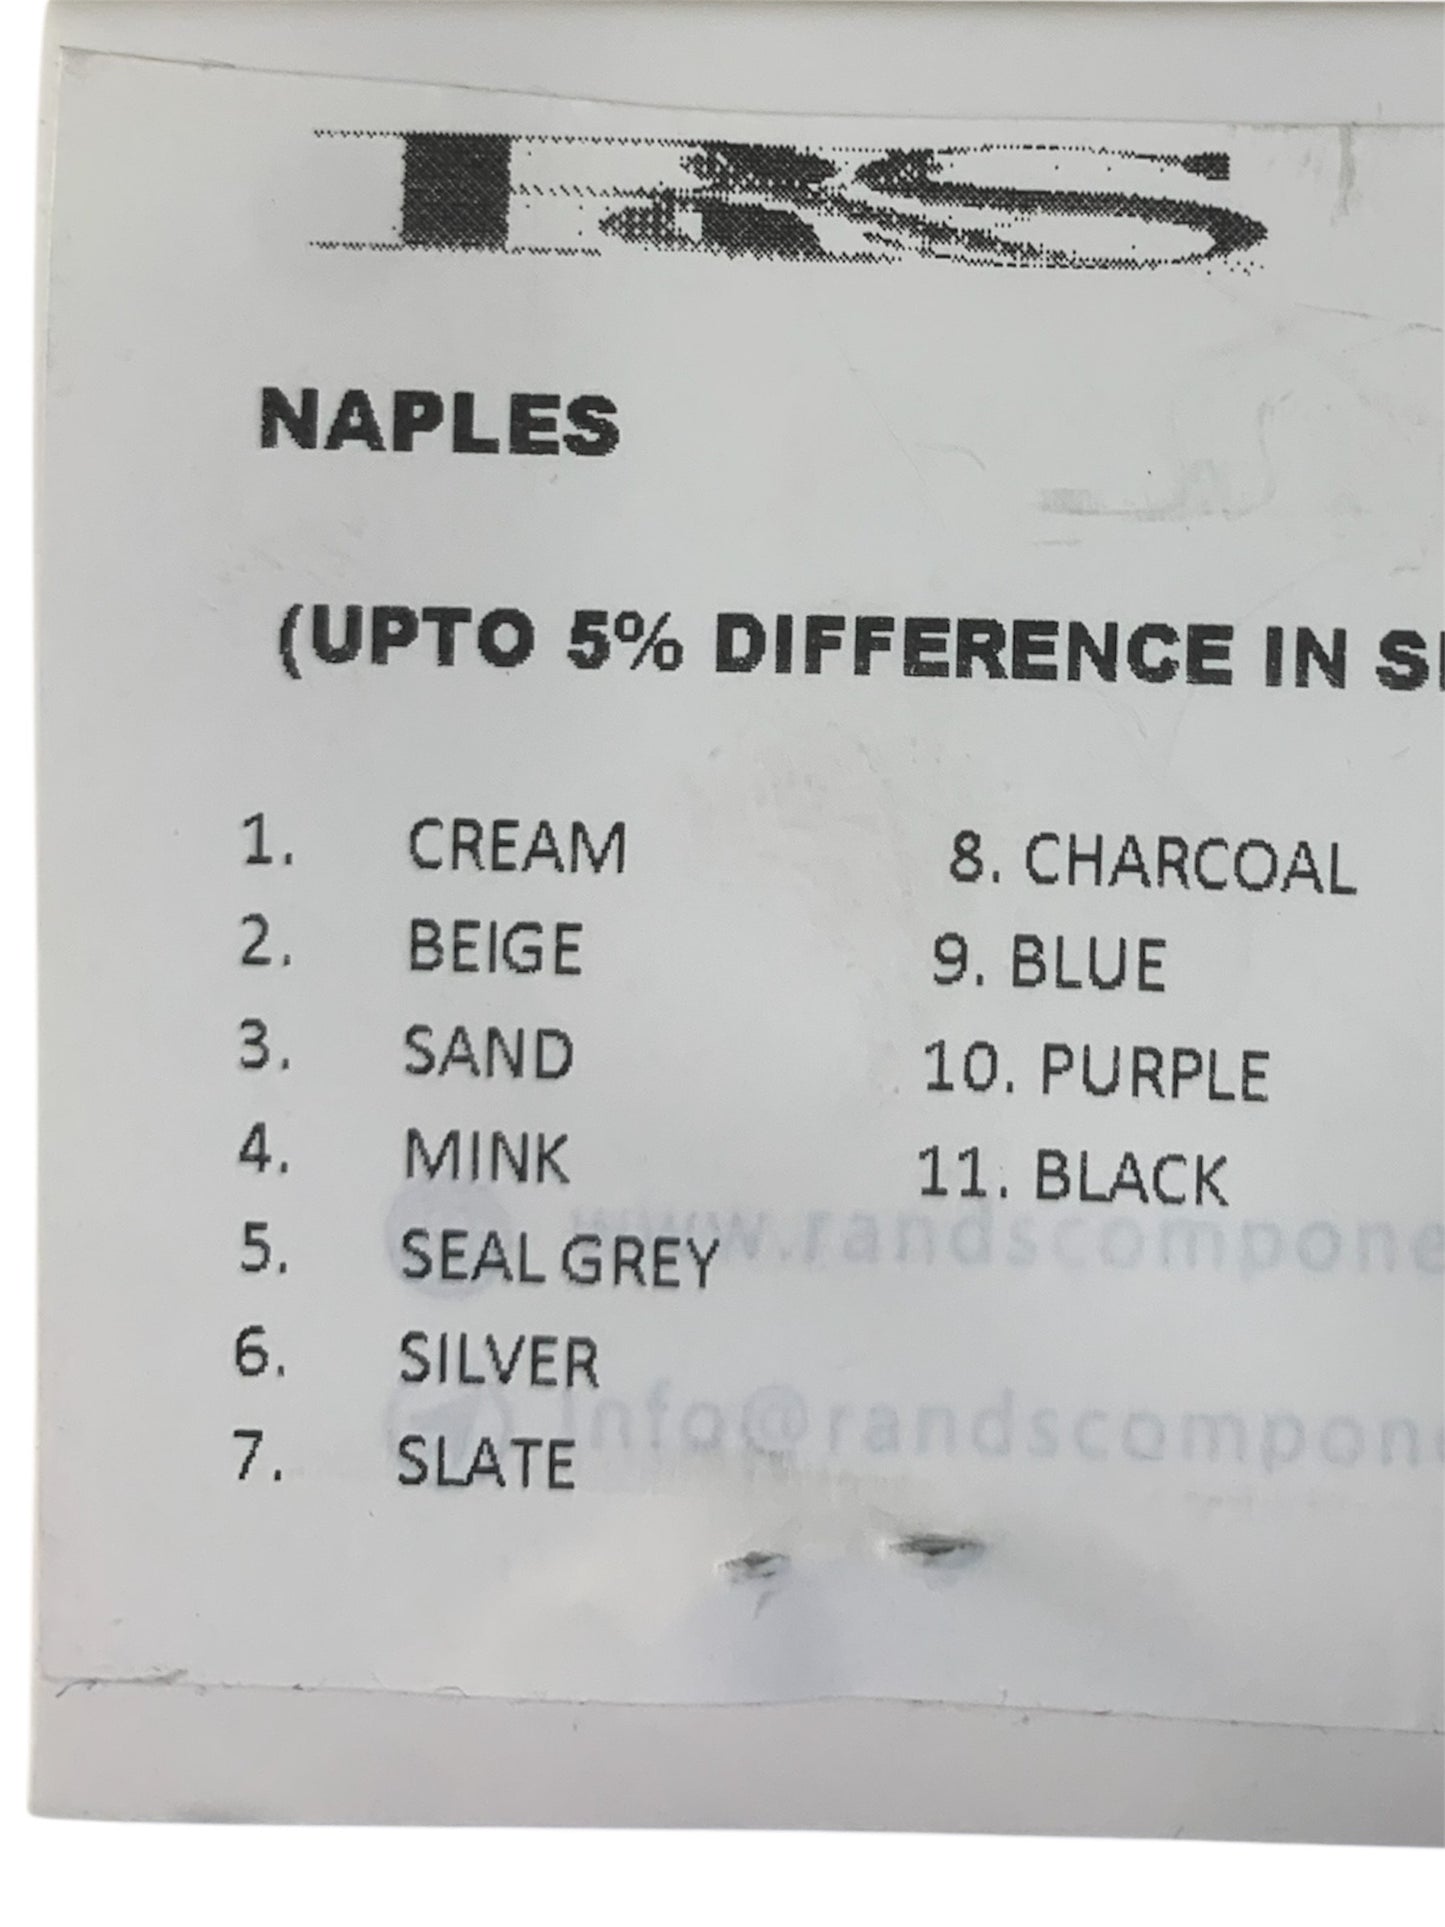 RS
NAPLES
(UPTO 5% DIFFERENCE IN
1. CREAM
2. BEIGE
3. SAND
4. MINK
5. SEAL GREY
6. SILVER
7. SLATE
8. CHARCOAL
9. BLUE
10. PURPLE
11. BLACK